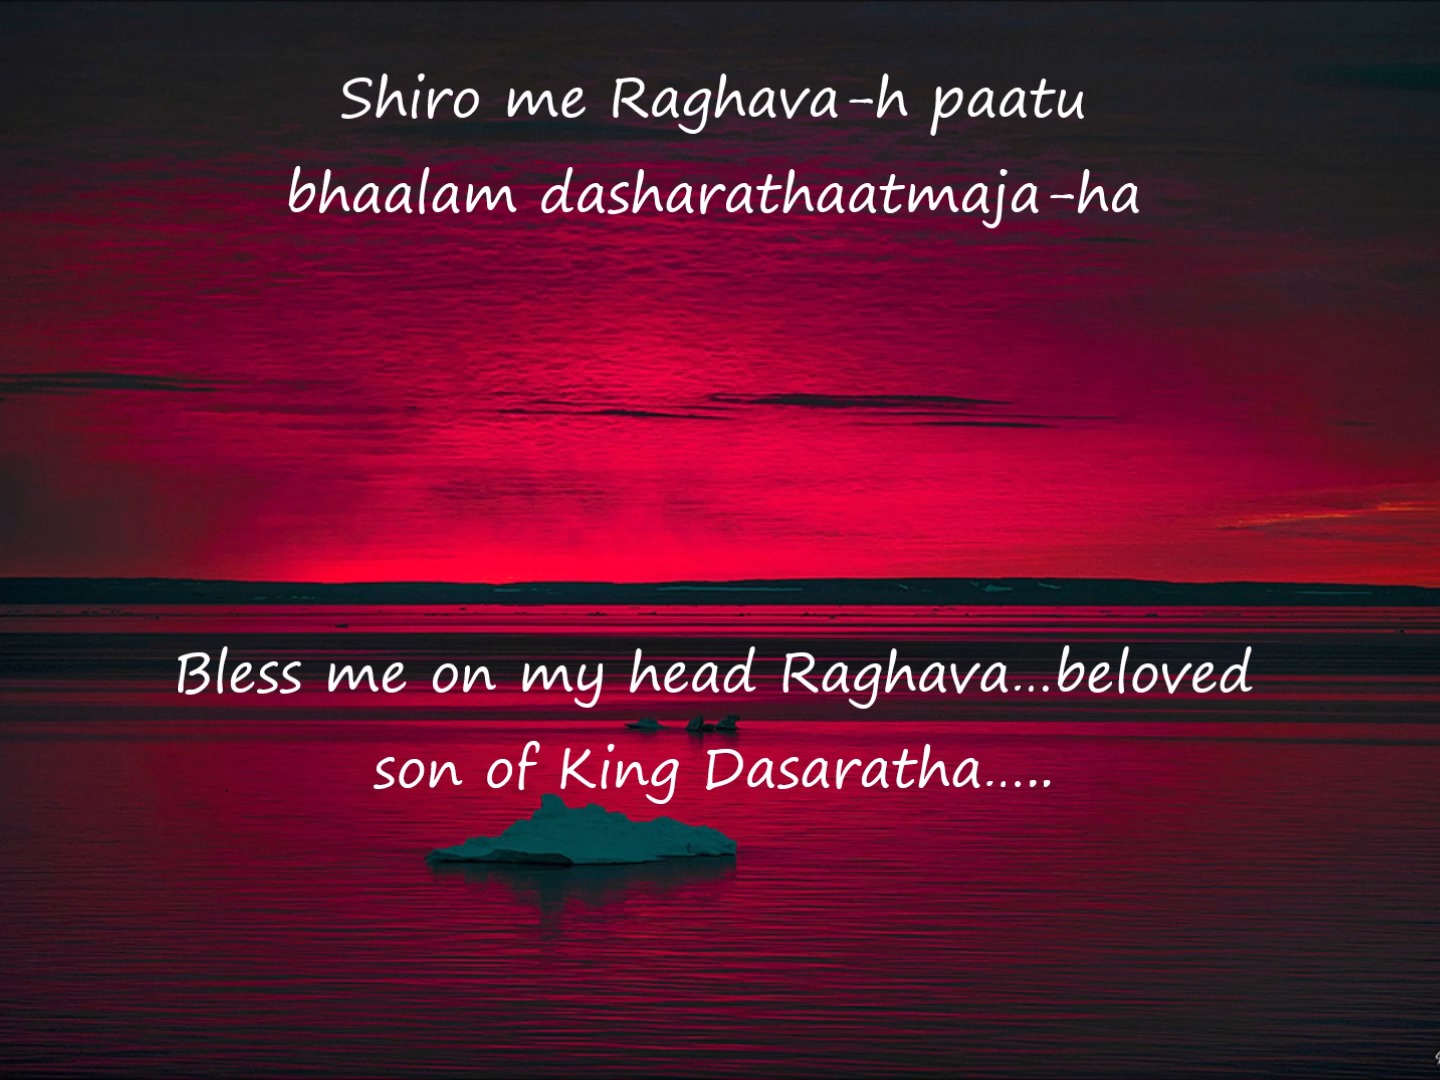 Shiro me Raghava-h paatu
bhaalam dasharathaatmaja-ha
Bless me on my head Raghava...beloved
son of King Dasaratha.....